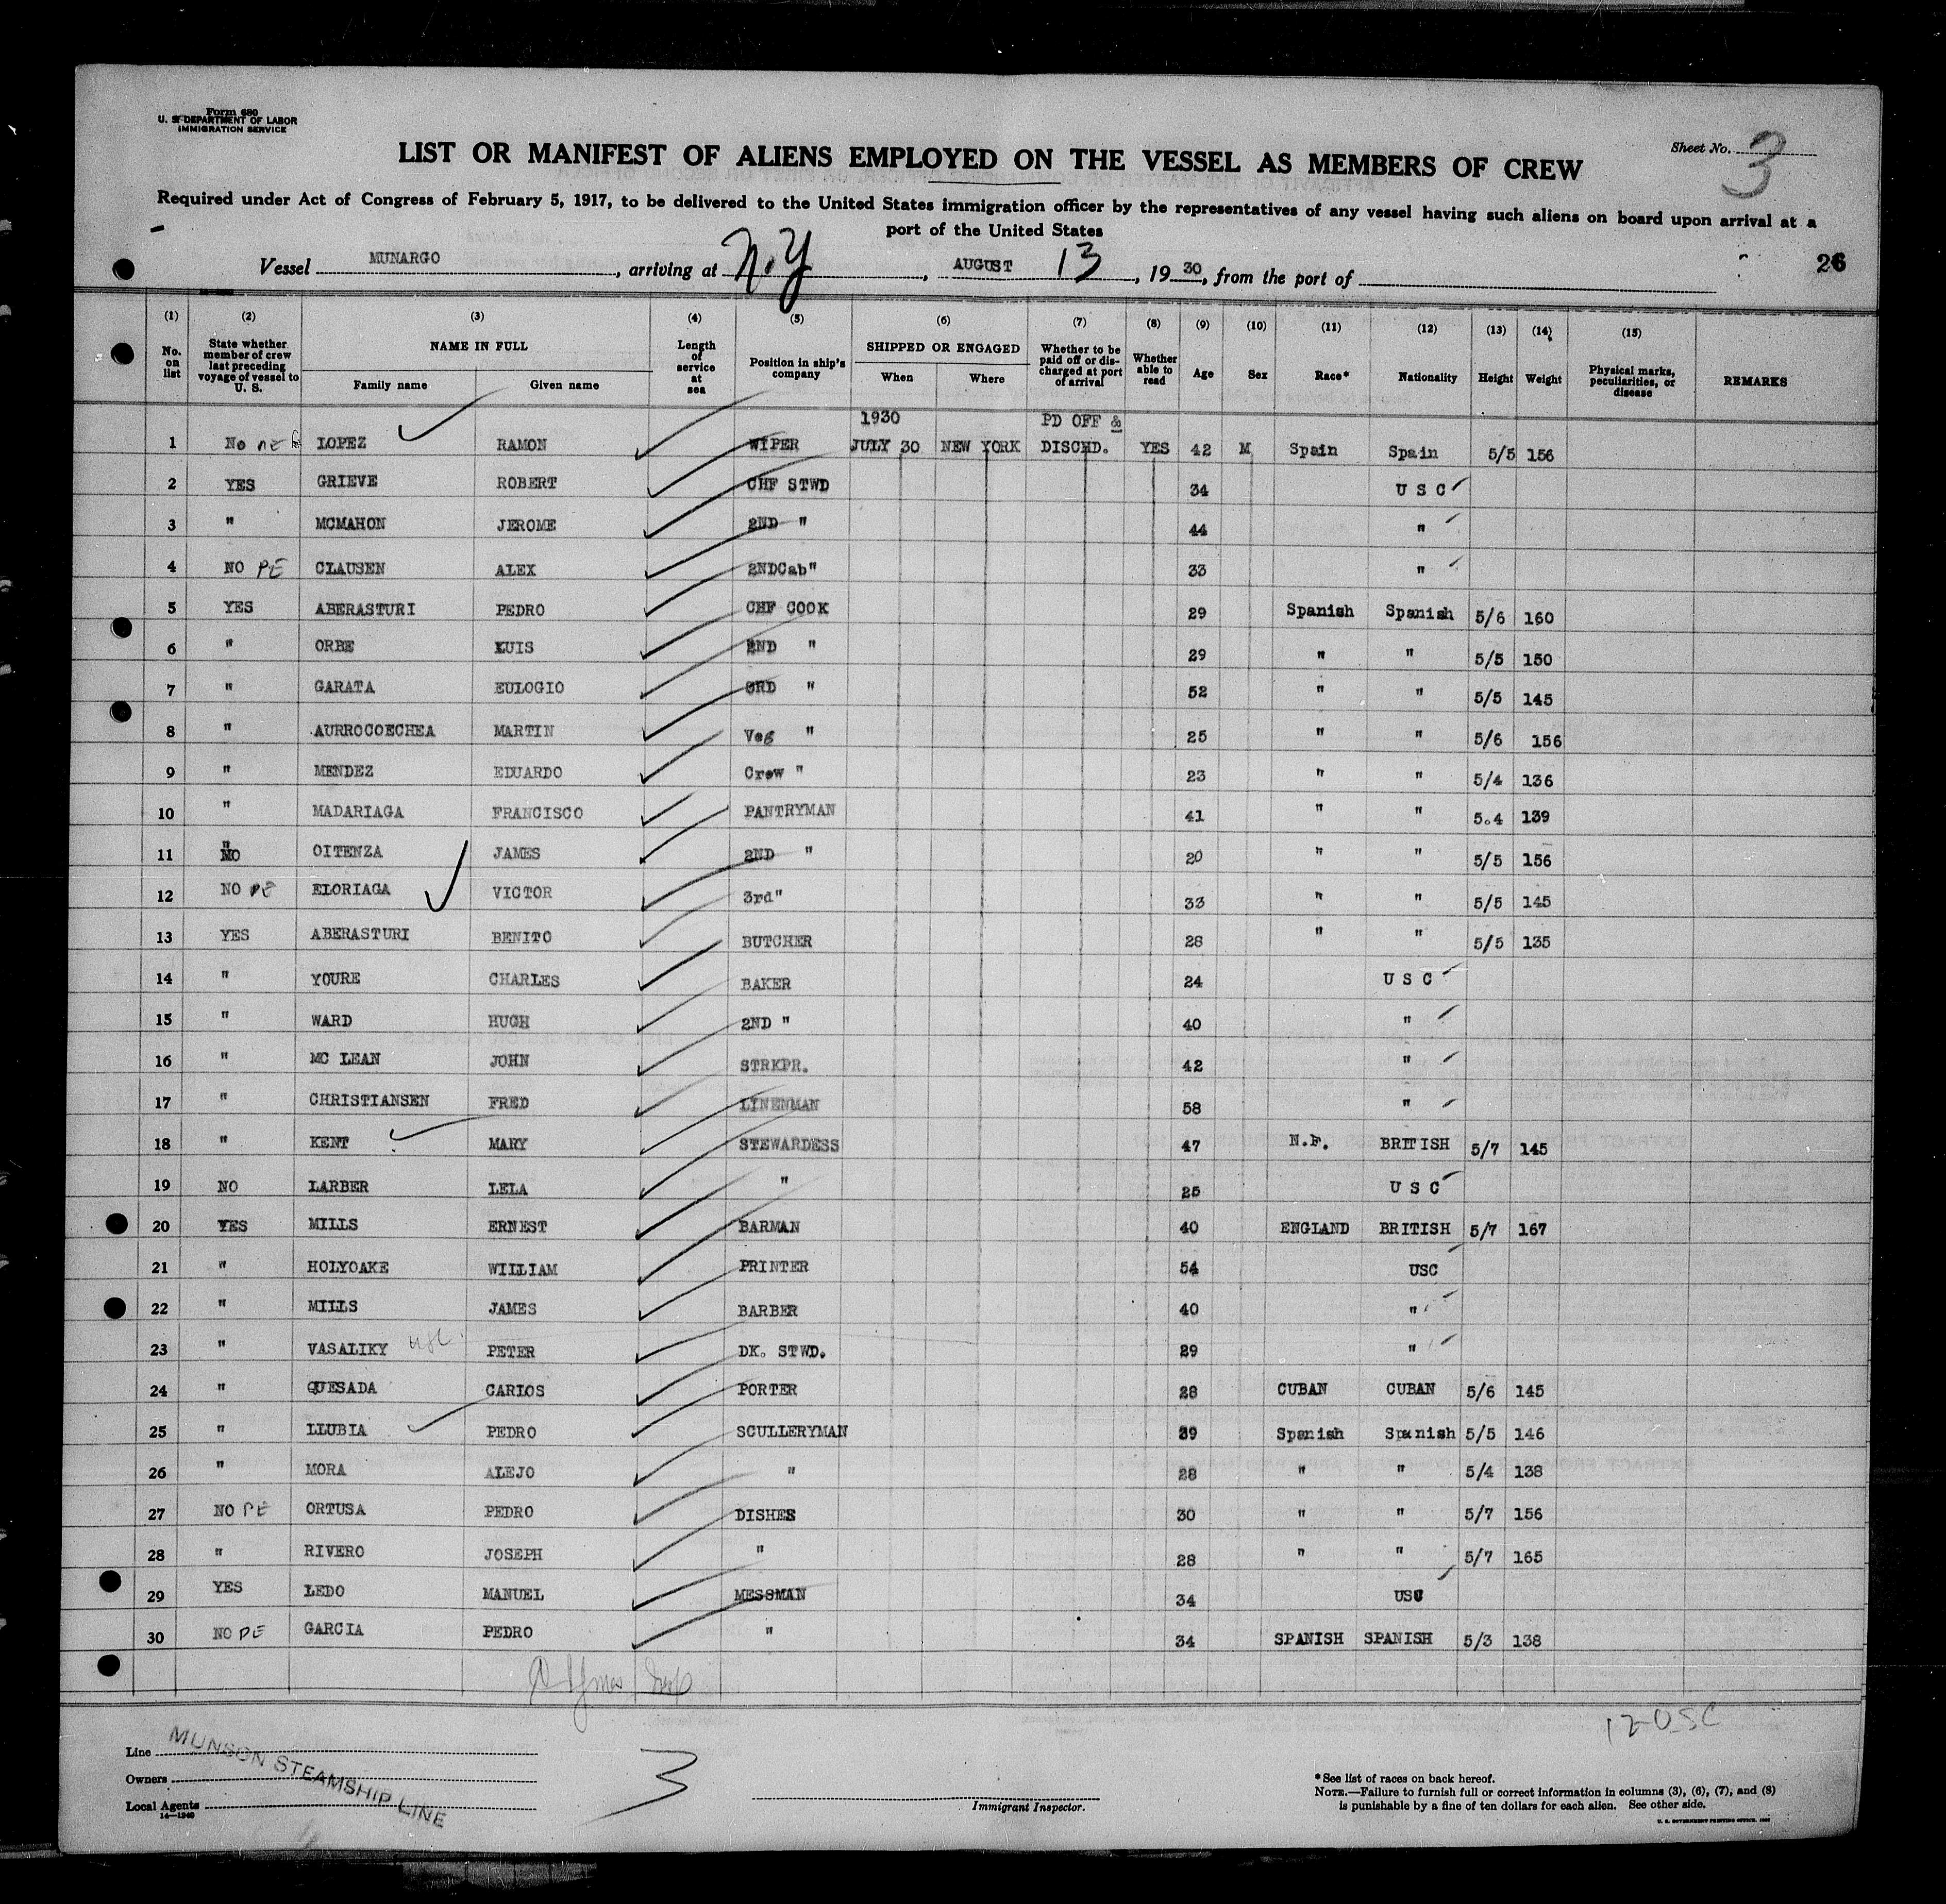 Form 680
U. S. DEPARTMENT OF LABOR
IMMIGRATION SERVICE
LIST OR MANIFEST OF ALIENS EMPLOYED ON THE VESSEL AS MEMBERS OF CREW
Sheet No. 3
Required under Act of Congress of February 5, 1917, to be delivered to the United States immigration officer by the representatives of any vessel having such aliens on board upon arrival at a
port of the United States
Vessel MUNARGO, arriving at N.Y, AUGUST 13, 1930, from the port of
26
(1) (2) (3) (4) (5) (6) (7) (8) (9) (10) (11) (12) (13) (14) (15)
No. on list State whether member of crew last preceding voyage of vessel to U. S. NAME IN FULL Family name Given name Length of service at sea Position in ship's company SHIPPED OR ENGAGED When Where Whether to be paid off or discharged at port of arrival Whether able to read Age Sex Race* Nationality Height Weight Physical marks, peculiarities, or disease REMARKS
1930 PD OFF &
1 No LOPEZ RAMON WIPER JULY 30 NEW YORK DISCHD. YES 42 M Spain Spain 5/5 156
2 YES GRIEVE ROBERT CHF STWD 34 U S C
3 " MCMAHON JEROME 2ND " 44 "
4 NO PE CLAUSEN ALEX 2NDCab" 33 "
5 YES ABERASTURI PEDRO CHF COOK 29 Spanish Spanish 5/6 160
6 " ORBE LUIS 2ND " 29 " " 5/5 150
7 " GARATA EULOGIO 3RD " 52 " " 5/5 145
8 " AURROCOECHEA MARTIN Veg " 25 " " 5/6 156
9 " MENDEZ EDUARDO Crew " 23 " " 5/4 136
10 " MADARIAGA FRANCISCO PANTRYMAN 41 " " 5.4 139
11 " NO OITENZA JAMES 2ND " 20 " " 5/5 156
12 NO PE ELORIAGA VICTOR 3rd" 33 " " 5/5 145
13 YES ABERASTURI BENITO BUTCHER 28 " " 5/5 135
14 " YOURE CHARLES BAKER 24 U S C
15 " WARD HUGH 2ND " 40 "
16 " MC LEAN JOHN STRKPR. 42 "
17 " CHRISTIANSEN FRED LINENMAN 58 "
18 " KENT MARY STEWARDESS 47 N.F. BRITISH 5/7 145
19 NO LARBER LELA " 25 U S C
20 YES MILLS ERNEST BARMAN 40 ENGLAND BRITISH 5/7 167
21 " HOLYOAKE WILLIAM PRINTER 54 USC
22 " MILLS JAMES BARBER 40 "
23 " VASALIKY usc. PETER DK. STWD. 29 "
24 " QUESADA CARLOS PORTER 28 CUBAN CUBAN 5/6 145
25 " LLUBIA PEDRO SCULLERYMAN 29 Spanish Spanish 5/5 146
26 " MORA ALEJO " 28 " " 5/4 138
27 NO PE ORTUSA PEDRO DISHES 30 " " 5/7 156
28 " RIVERO JOSEPH " 28 " " 5/7 165
29 YES LEDO MANUEL MESSMAN 34 USC
30 NO PE GARCIA PEDRO " 34 SPANISH SPANISH 5/3 138
12 USC
Line
Owners
Local Agents
14—1240
MUNSON STEAMSHIP LINE
3
Immigrant Inspector.
*See list of races on back hereof.
NOTE.—Failure to furnish full or correct information in columns (3), (6), (7), and (8)
is punishable by a fine of ten dollars for each alien. See other side.